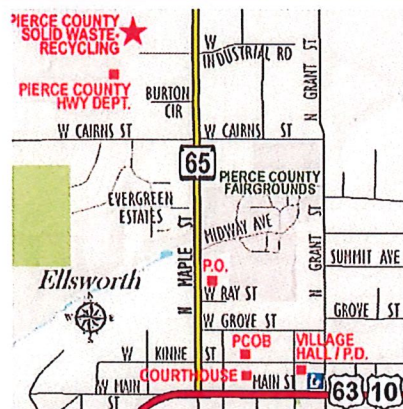 PIERCE COUNTY
SOLID WASTE-
RECYCLING
PIERCE COUNTY
HWY DEPT.
BURTON
CIR
W
INDUSTRIAL RD
N GRANT ST
W CAIRNS ST
W CAIRNS ST
65
PIERCE COUNTY
FAIRGROUNDS
EVERGREEN
ESTATES
N MAPLE ST
MIDWAY AVE
N GRANT ST
SUMMIT AVE
Ellsworth
P.O.
W RAY ST
N
W E
S
W GROVE ST
GROVE ST
W KINNE ST
PCOB
VILLAGE
HALL / P.D.
W MAIN
ST
COURTHOUSE
MAIN ST
63 10